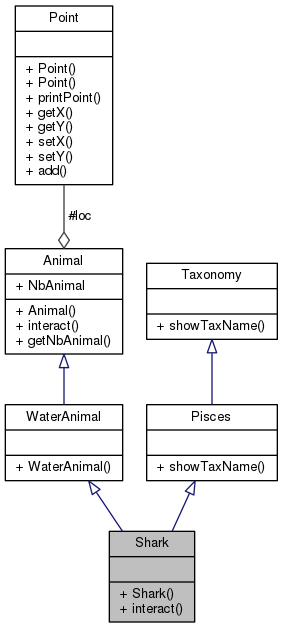 Point
+ Point()
+ Point()
+ printPoint()
+ getX()
+ getY()
+ setX()
+ setY()
+ add()
#loc
Animal
+ NbAnimal
+ Animal()
+ interact()
+ getNbAnimal()
Taxonomy
+ showTaxName()
WaterAnimal
+ WaterAnimal()
Pisces
+ showTaxName()
Shark
+ Shark()
+ interact()